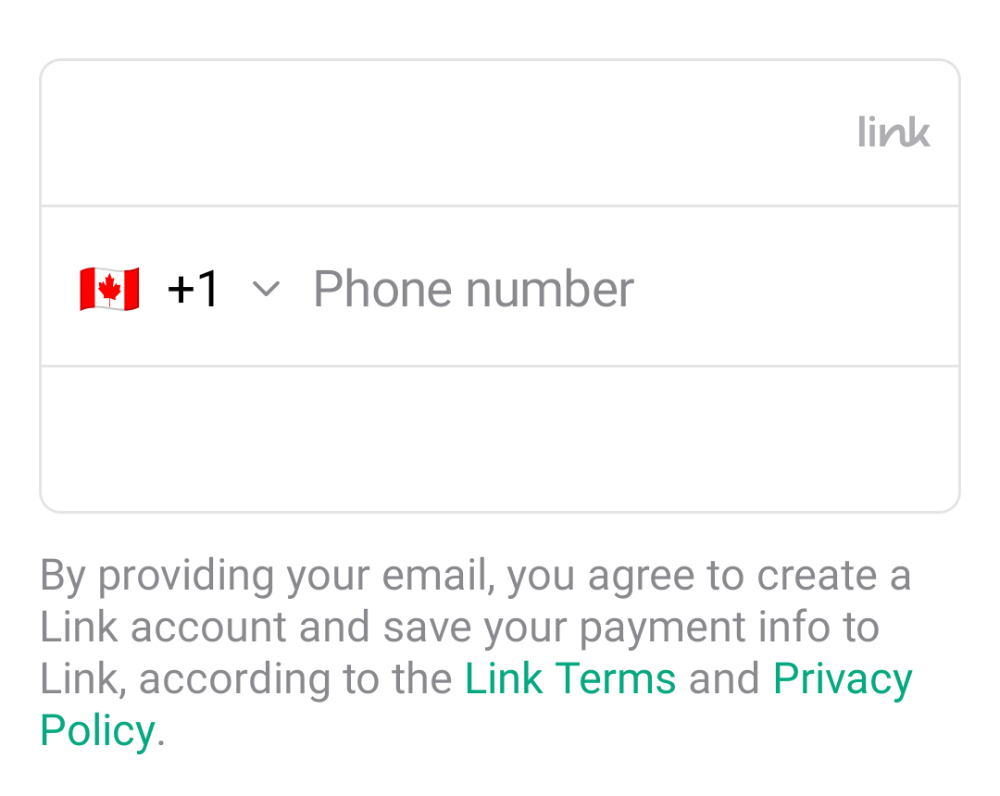 link
+1 Phone number
By providing your email, you agree to create a
Link account and save your payment info to
Link, according to the Link Terms and Privacy
Policy.